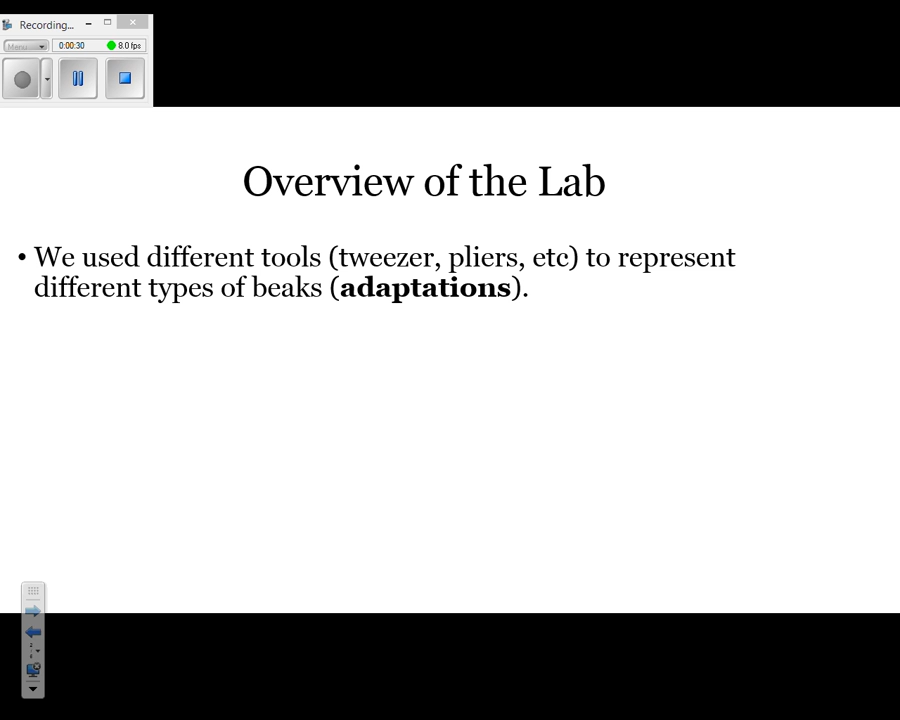 Recording...
Menu
0:00:30 8.0 fps
Overview of the Lab
• We used different tools (tweezer, pliers, etc) to represent
different types of beaks (adaptations).